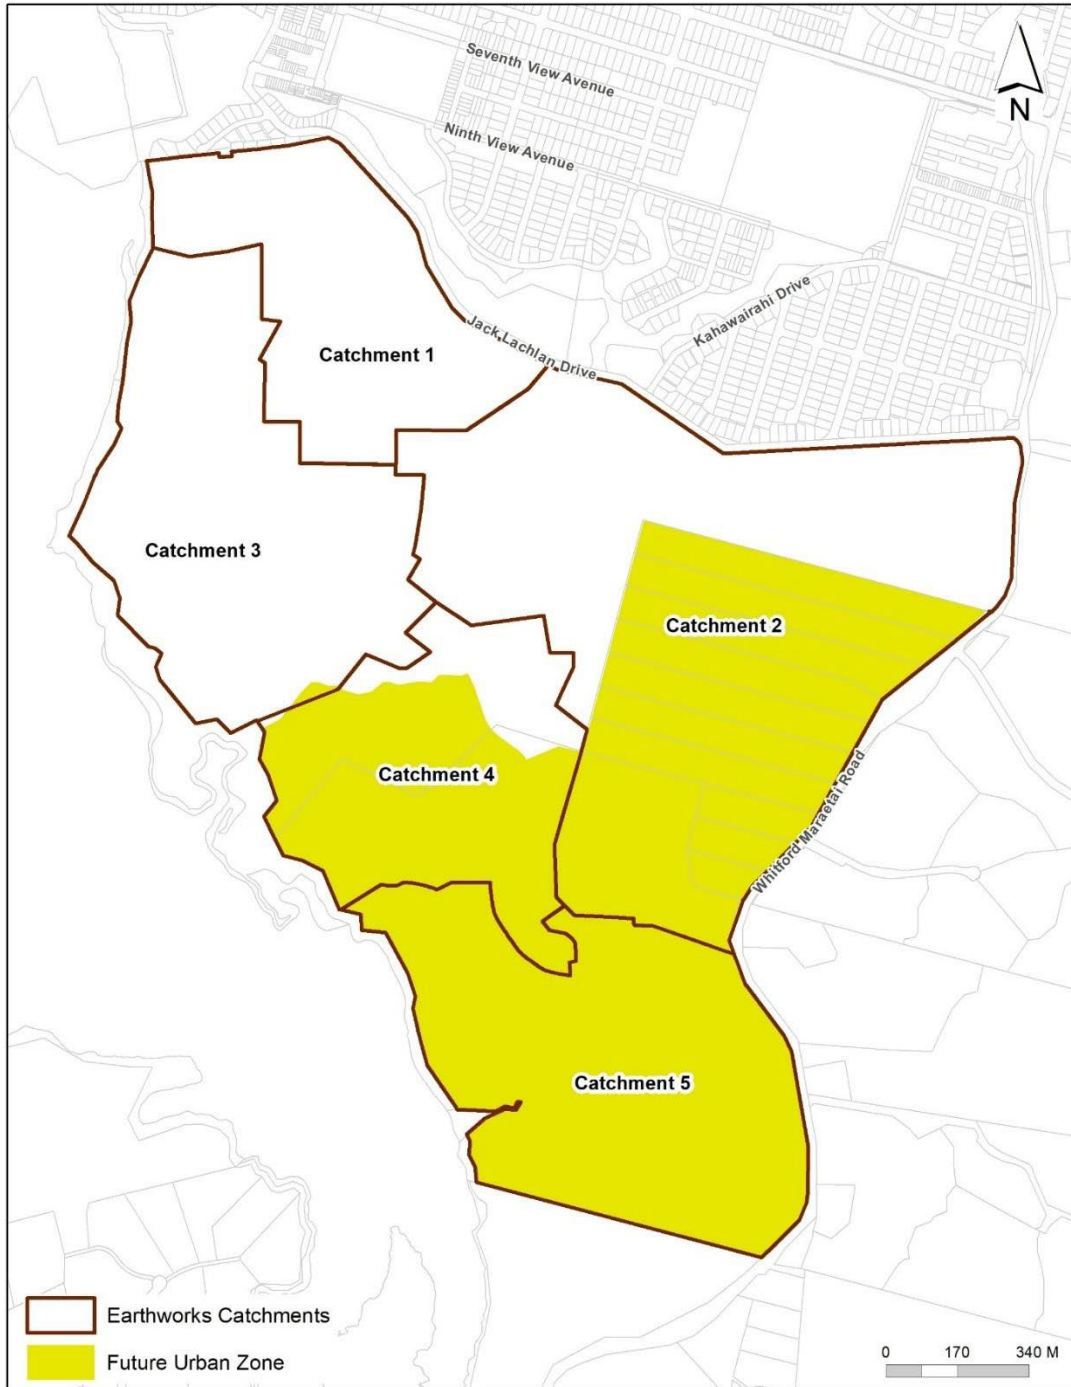 Seventh View Avenue
N
Ninth View Avenue
Kahawairahi Drive
Jack Lachlan Drive
Catchment 1
Catchment 3
Catchment 2
Catchment 4
Whitford Maraetai Road
Catchment 5
Earthworks Catchments
Future Urban Zone
0 170 340 M